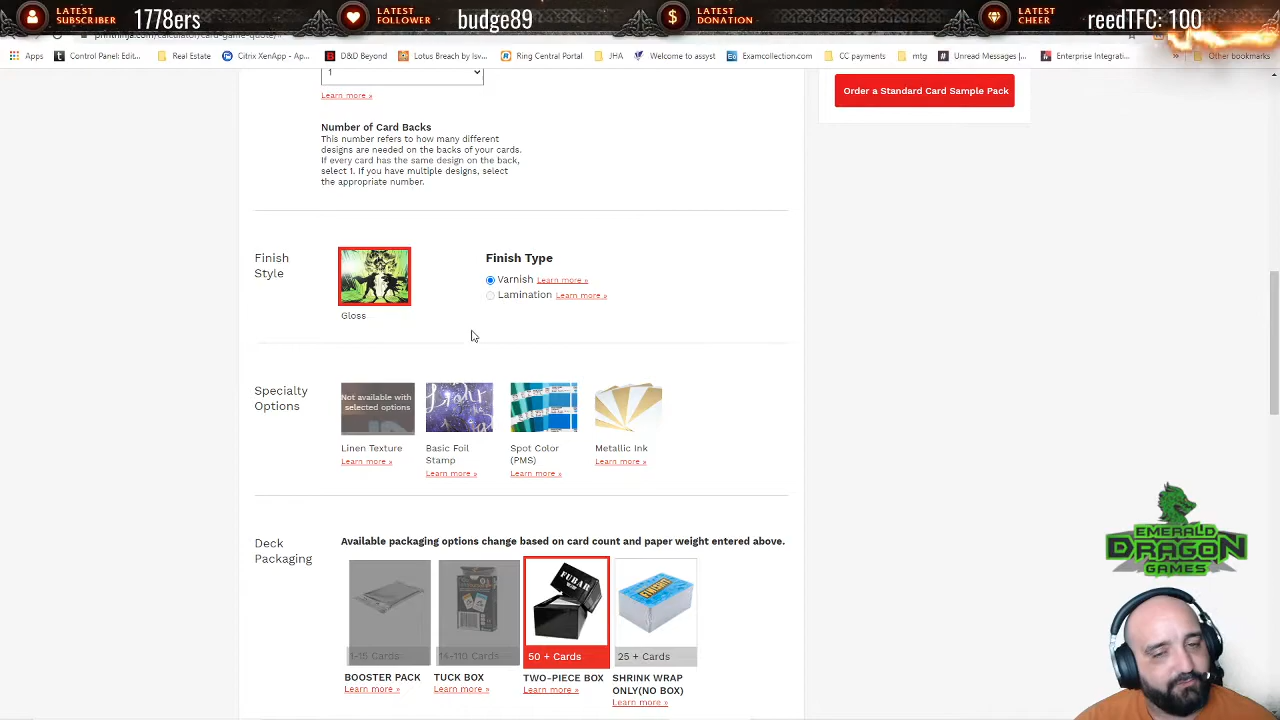 LATEST
SUBSCRIBER
1778ers
LATEST
FOLLOWER
budge89
LATEST
DONATION
LATEST
CHEER
reedTFC: 100
printninja.com/calculator/card-game-quote/#
Apps
Control Panel Edit...
Real Estate
Citrix XenApp - Ap...
D&D Beyond
Lotus Breach by lsv...
Ring Central Portal
JHA
Welcome to assyst
Examcollection.com
CC payments
mtg
Unread Messages |...
Enterprise Integrati...
»
Other bookmarks
1
Learn more »
Order a Standard Card Sample Pack
Number of Card Backs
This number refers to how many different
designs are needed on the backs of your cards.
If every card has the same design on the back,
select 1. If you have multiple designs, select
the appropriate number.
Finish
Style
Gloss
Finish Type
Varnish Learn more »
Lamination Learn more »
Specialty
Options
Not available with
selected options
Linen Texture
Learn more »
Basic Foil
Stamp
Learn more »
Spot Color
(PMS)
Learn more »
Metallic Ink
Learn more »
Deck
Packaging
Available packaging options change based on card count and paper weight entered above.
1-15 Cards
BOOSTER PACK
Learn more »
16-110 Cards
TUCK BOX
Learn more »
FUBAR
50 + Cards
TWO-PIECE BOX
Learn more »
25 + Cards
SHRINK WRAP
ONLY(NO BOX)
Learn more »
EMERALD
DRAGON
GAMES